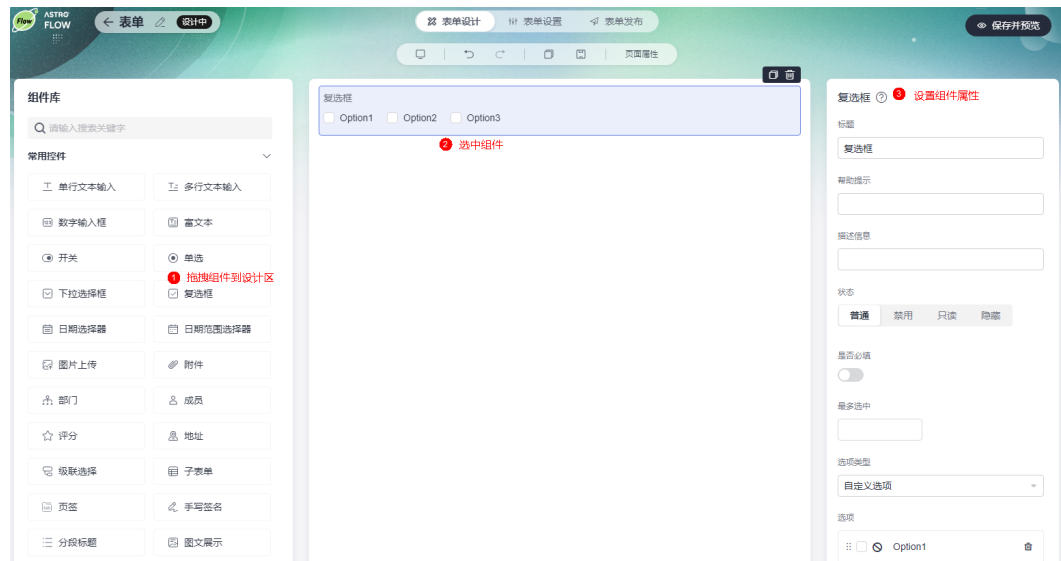 Flow
ASTRO
FLOW
表单
设计中
表单设计
表单设置
表单发布
保存并预览
页面属性
组件库
请输入搜索关键字
常用控件
单行文本输入
多行文本输入
数字输入框
富文本
开关
单选
1 拖拽组件到设计区
下拉选择框
复选框
日期选择器
日期范围选择器
图片上传
附件
部门
成员
评分
地址
级联选择
子表单
页签
手写签名
分段标题
图文展示
复选框
Option1
Option2
Option3
2 选中组件
复选框 ? 3 设置组件属性
标题
复选框
帮助提示
描述信息
状态
普通 禁用 只读 隐藏
是否必填
最多选中
选项类型
自定义选项
选项
Option1